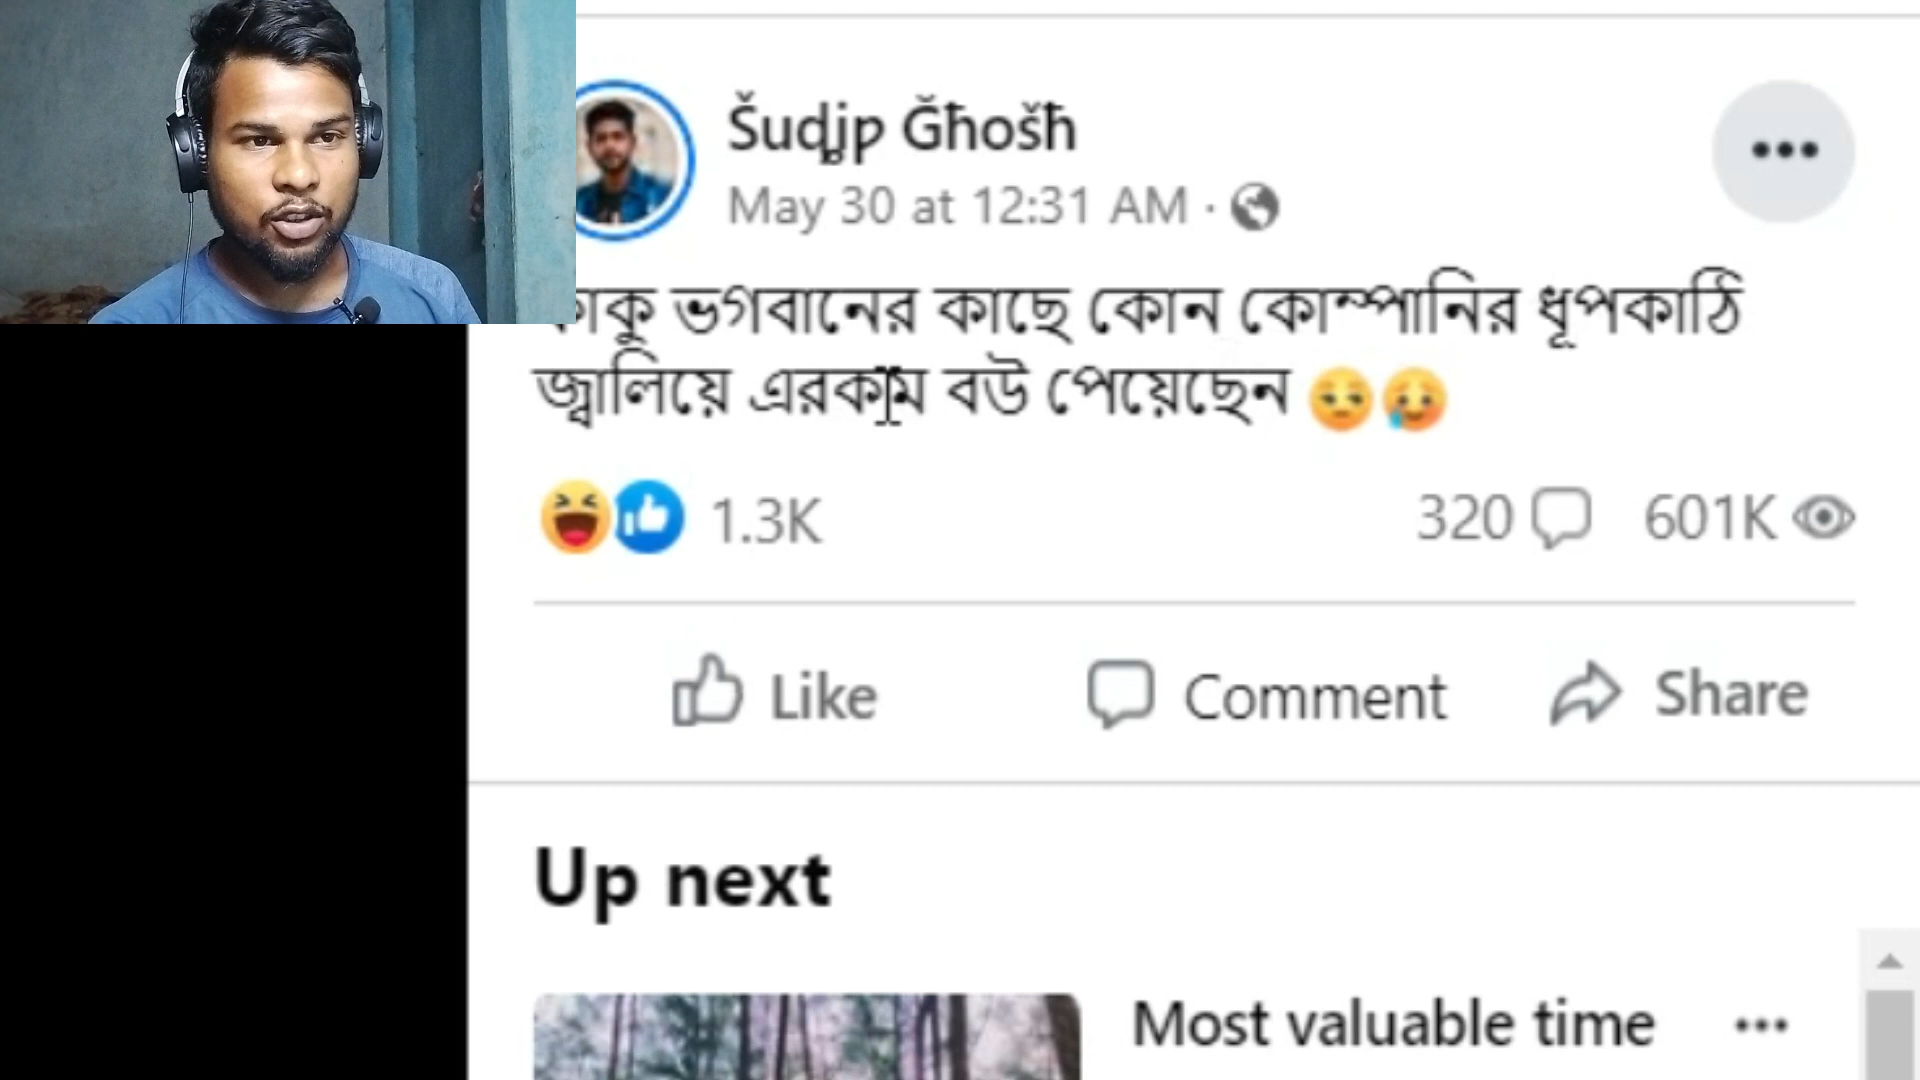 Šudjp Ğħošħ
May 30 at 12:31 AM ·
কাকু ভগবানের কাছে কোন কোম্পানির ধূপকাঠি
জ্বালিয়ে এরকম বউ পেয়েছেন 😒🥲
1.3K 320 601K
Like Comment Share
Up next
Most valuable time